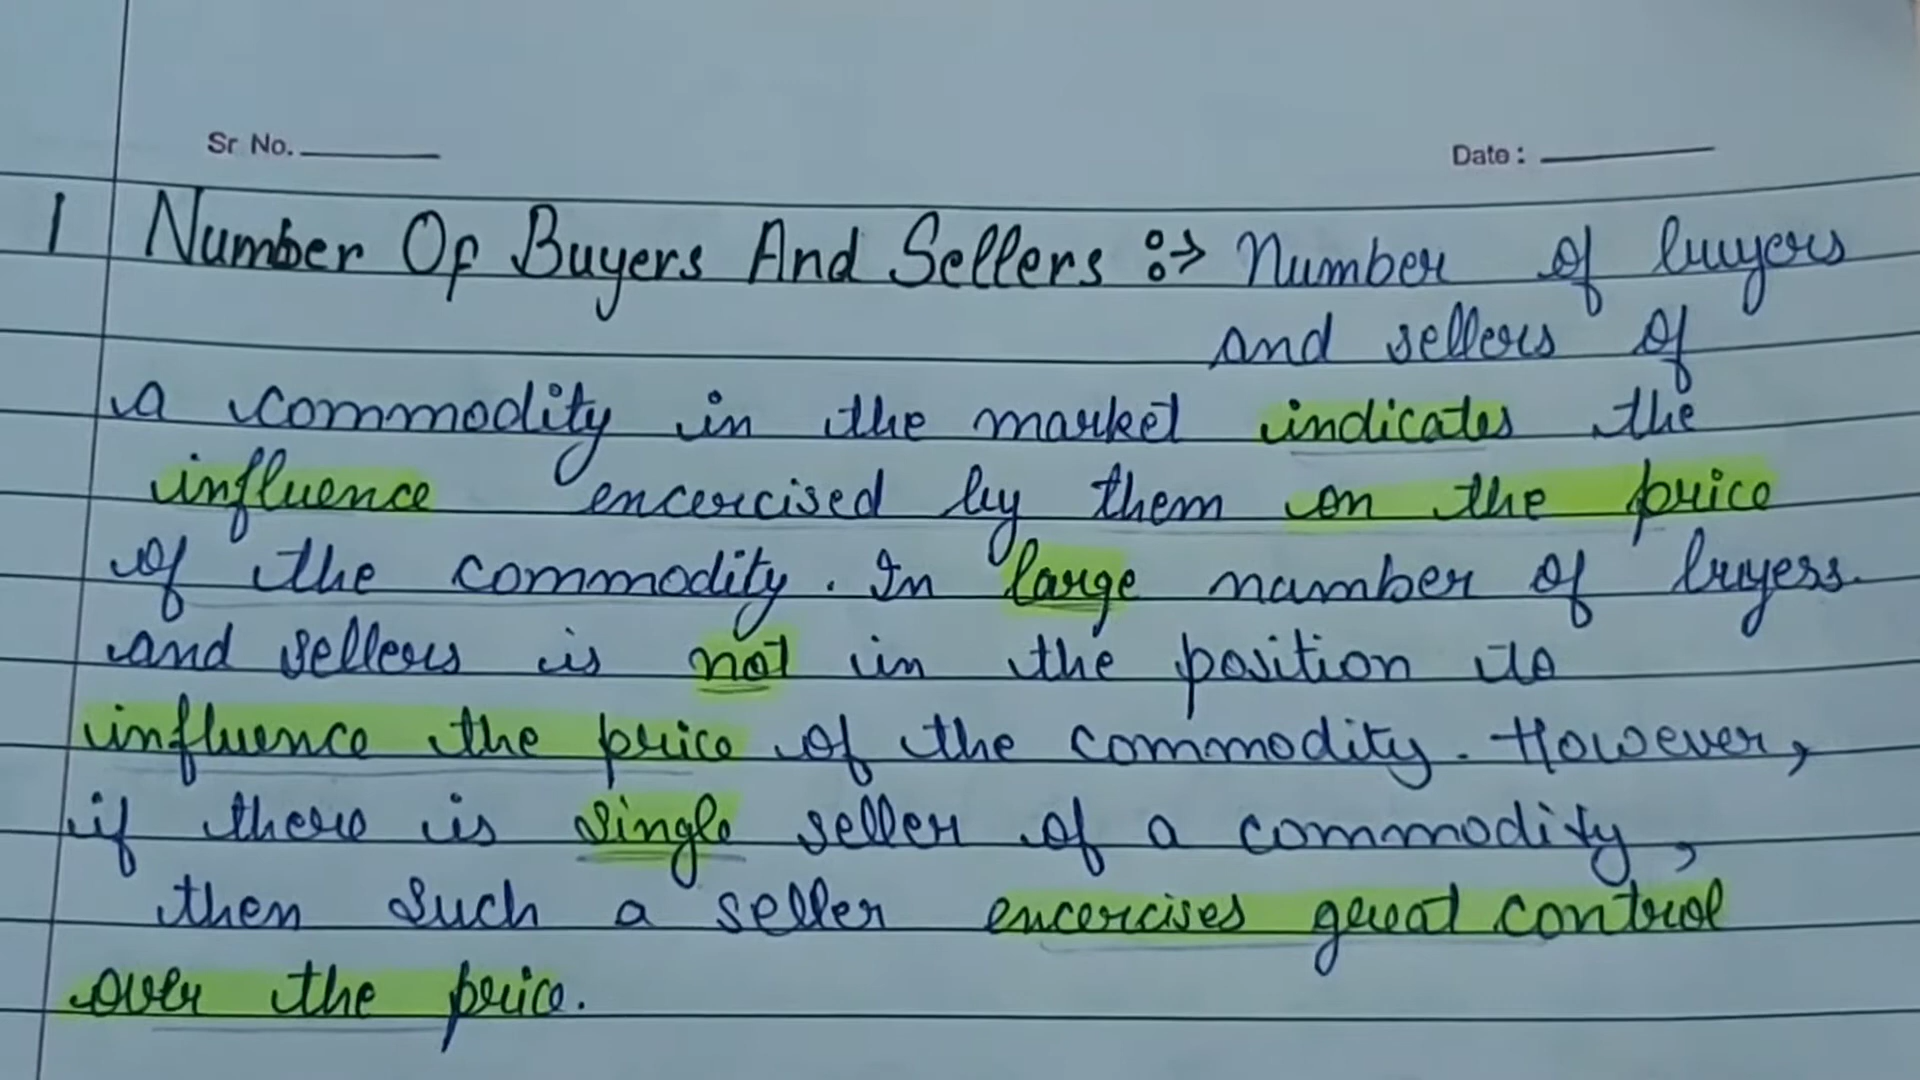 Sr No.
Date :
1 Number Of Buyers And Sellers :→ Number of buyers
and sellers of
a commodity in the market indicates the
influence encercised by them on the price
of the commodity. In large number of buyers
and sellers is not in the position to
influence the price of the commodity. However,
if there is single seller of a commodity,
then such a seller encercises great control
over the price.